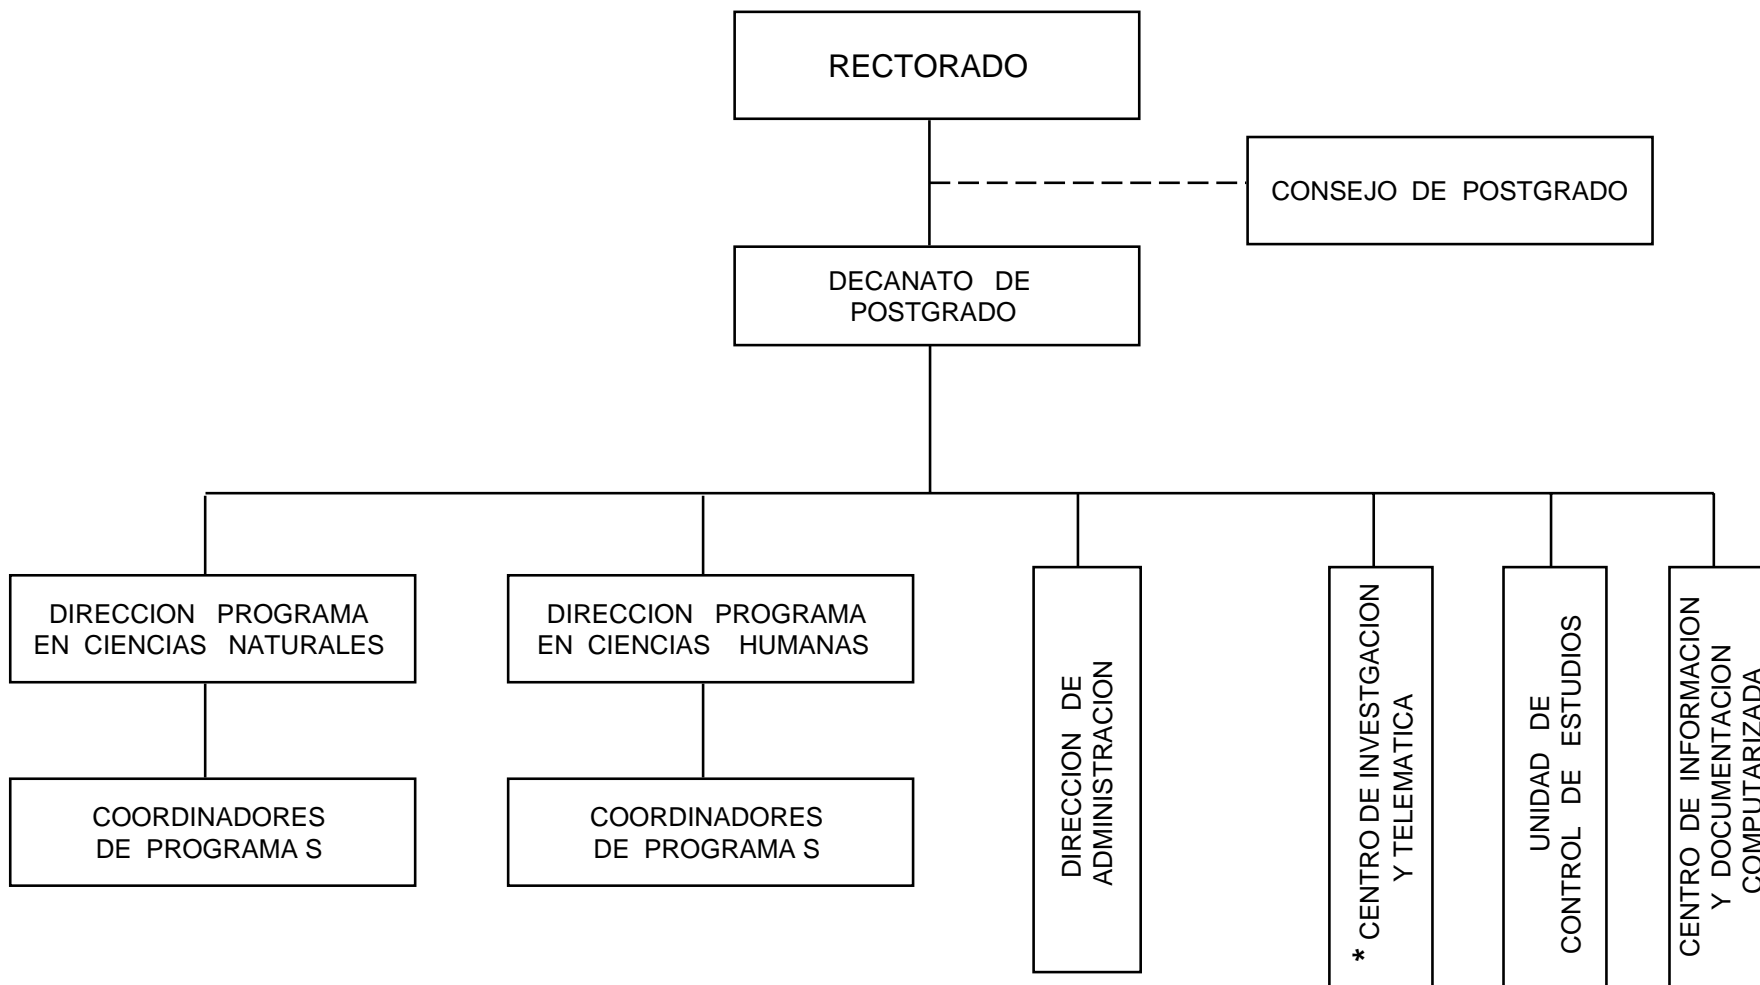 RECTORADO
CONSEJO DE POSTGRADO
DECANATO DE
POSTGRADO
DIRECCION PROGRAMA
EN CIENCIAS NATURALES
DIRECCION PROGRAMA
EN CIENCIAS HUMANAS
DIRECCION DE
ADMINISTRACION
* CENTRO DE INVESTGACION
Y TELEMATICA
UNIDAD DE
CONTROL DE ESTUDIOS
CENTRO DE INFORMACION
Y DOCUMENTACION
COMPUTARIZADA
COORDINADORES
DE PROGRAMA S
COORDINADORES
DE PROGRAMA S